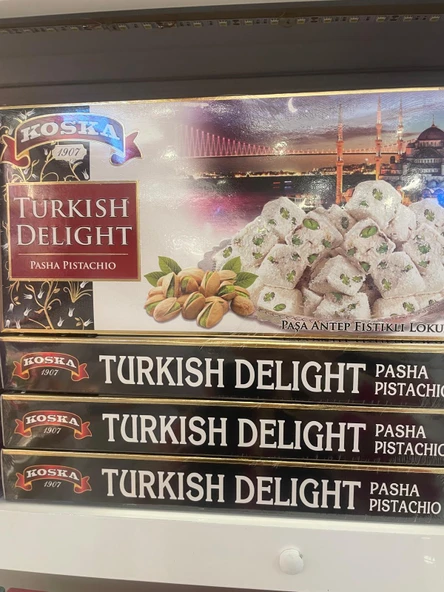 KOSKA
1907
TURKISH
DELIGHT
PASHA PISTACHIO
PAŞA ANTEP FISTIKLI LOKU
KOSKA
1907
TURKISH DELIGHT
PASHA
PISTACHIO
KOSKA
1907
TURKISH DELIGHT
PASHA
PISTACHIO
KOSKA
1907
TURKISH DELIGHT
PASHA
PISTACHIO